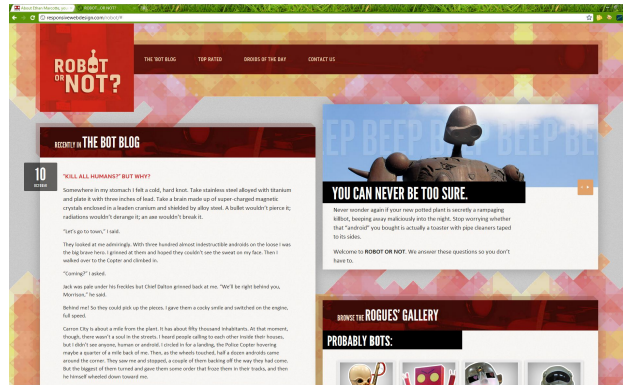 About Ethan Marcotte, an
ROBOT, OR NOT?
responsivewebdesign.com/robot/#
ROBOT
OR NOT?
THE 'BOT BLOG
TOP RATED
DROIDS OF THE DAY
CONTACT US
EP BEEP BEEP BEEP BE
YOU CAN NEVER BE TOO SURE.
Never wonder again if your new potted plant is secretly a rampaging
killbot, beeping away maliciously into the night. Stop worrying whether
that "android" you bought is actually a toaster with pipe cleaners taped
to its sides.
Welcome to ROBOT OR NOT. We answer these questions so you don't
have to.
RECENTLY IN THE BOT BLOG
10
OCTOBER
"KILL ALL HUMANS?" BUT WHY?
Somewhere in my stomach I felt a cold, hard knot. Take stainless steel alloyed with titanium
and plate it with three inches of lead. Take a brain made up of super-charged magnetic
crystals enclosed in a leaden cranium and shielded by alloy steel. A bullet wouldn't pierce it;
radiations wouldn't derange it; an axe wouldn't break it.
"Let's go to town," I said.
They looked at me admiringly. With three hundred almost indestructible androids on the loose I was
the big brave hero. I grinned at them and hoped they couldn't see the sweat on my face. Then I
walked over to the Copter and climbed in.
"Coming?" I asked.
Jack was pale under his freckles but Chief Dalton grinned back at me. "We'll be right behind you,
Morrison," he said.
Behind me! So they could pick up the pieces. I gave them a cocky smile and switched on the engine,
full speed.
Carron City is about a mile from the plant. It has about fifty thousand inhabitants. At that moment,
though, there wasn't a soul in the streets. I heard people calling to each other inside their houses,
but I didn't see anyone, human or android. I circled in for a landing, the Police Copter hovering
maybe a quarter of a mile back of me. Then, as the wheels touched, half a dozen androids came
around the corner. They saw me and stopped, a couple of them backing off the way they had come.
But the biggest of them turned and gave them some order that froze them in their tracks, and then
he himself wheeled down toward me.
BROWSE THE ROGUES' GALLERY
PROBABLY BOTS: